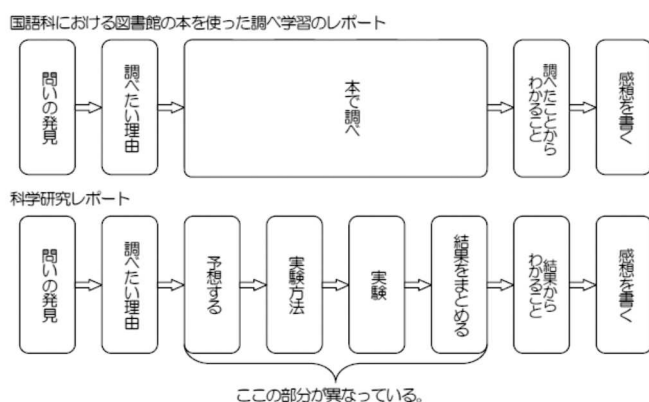 国語科における図書館の本を使った調べ学習のレポート
問いの発見
調べたい理由
本で調べ
調べたことから
わかること
感想を書く
科学研究レポート
問いの発見
調べたい理由
予想する
実験方法
実験
結果をまとめる
結果から
わかること
感想を書く
ここの部分が異なっている。